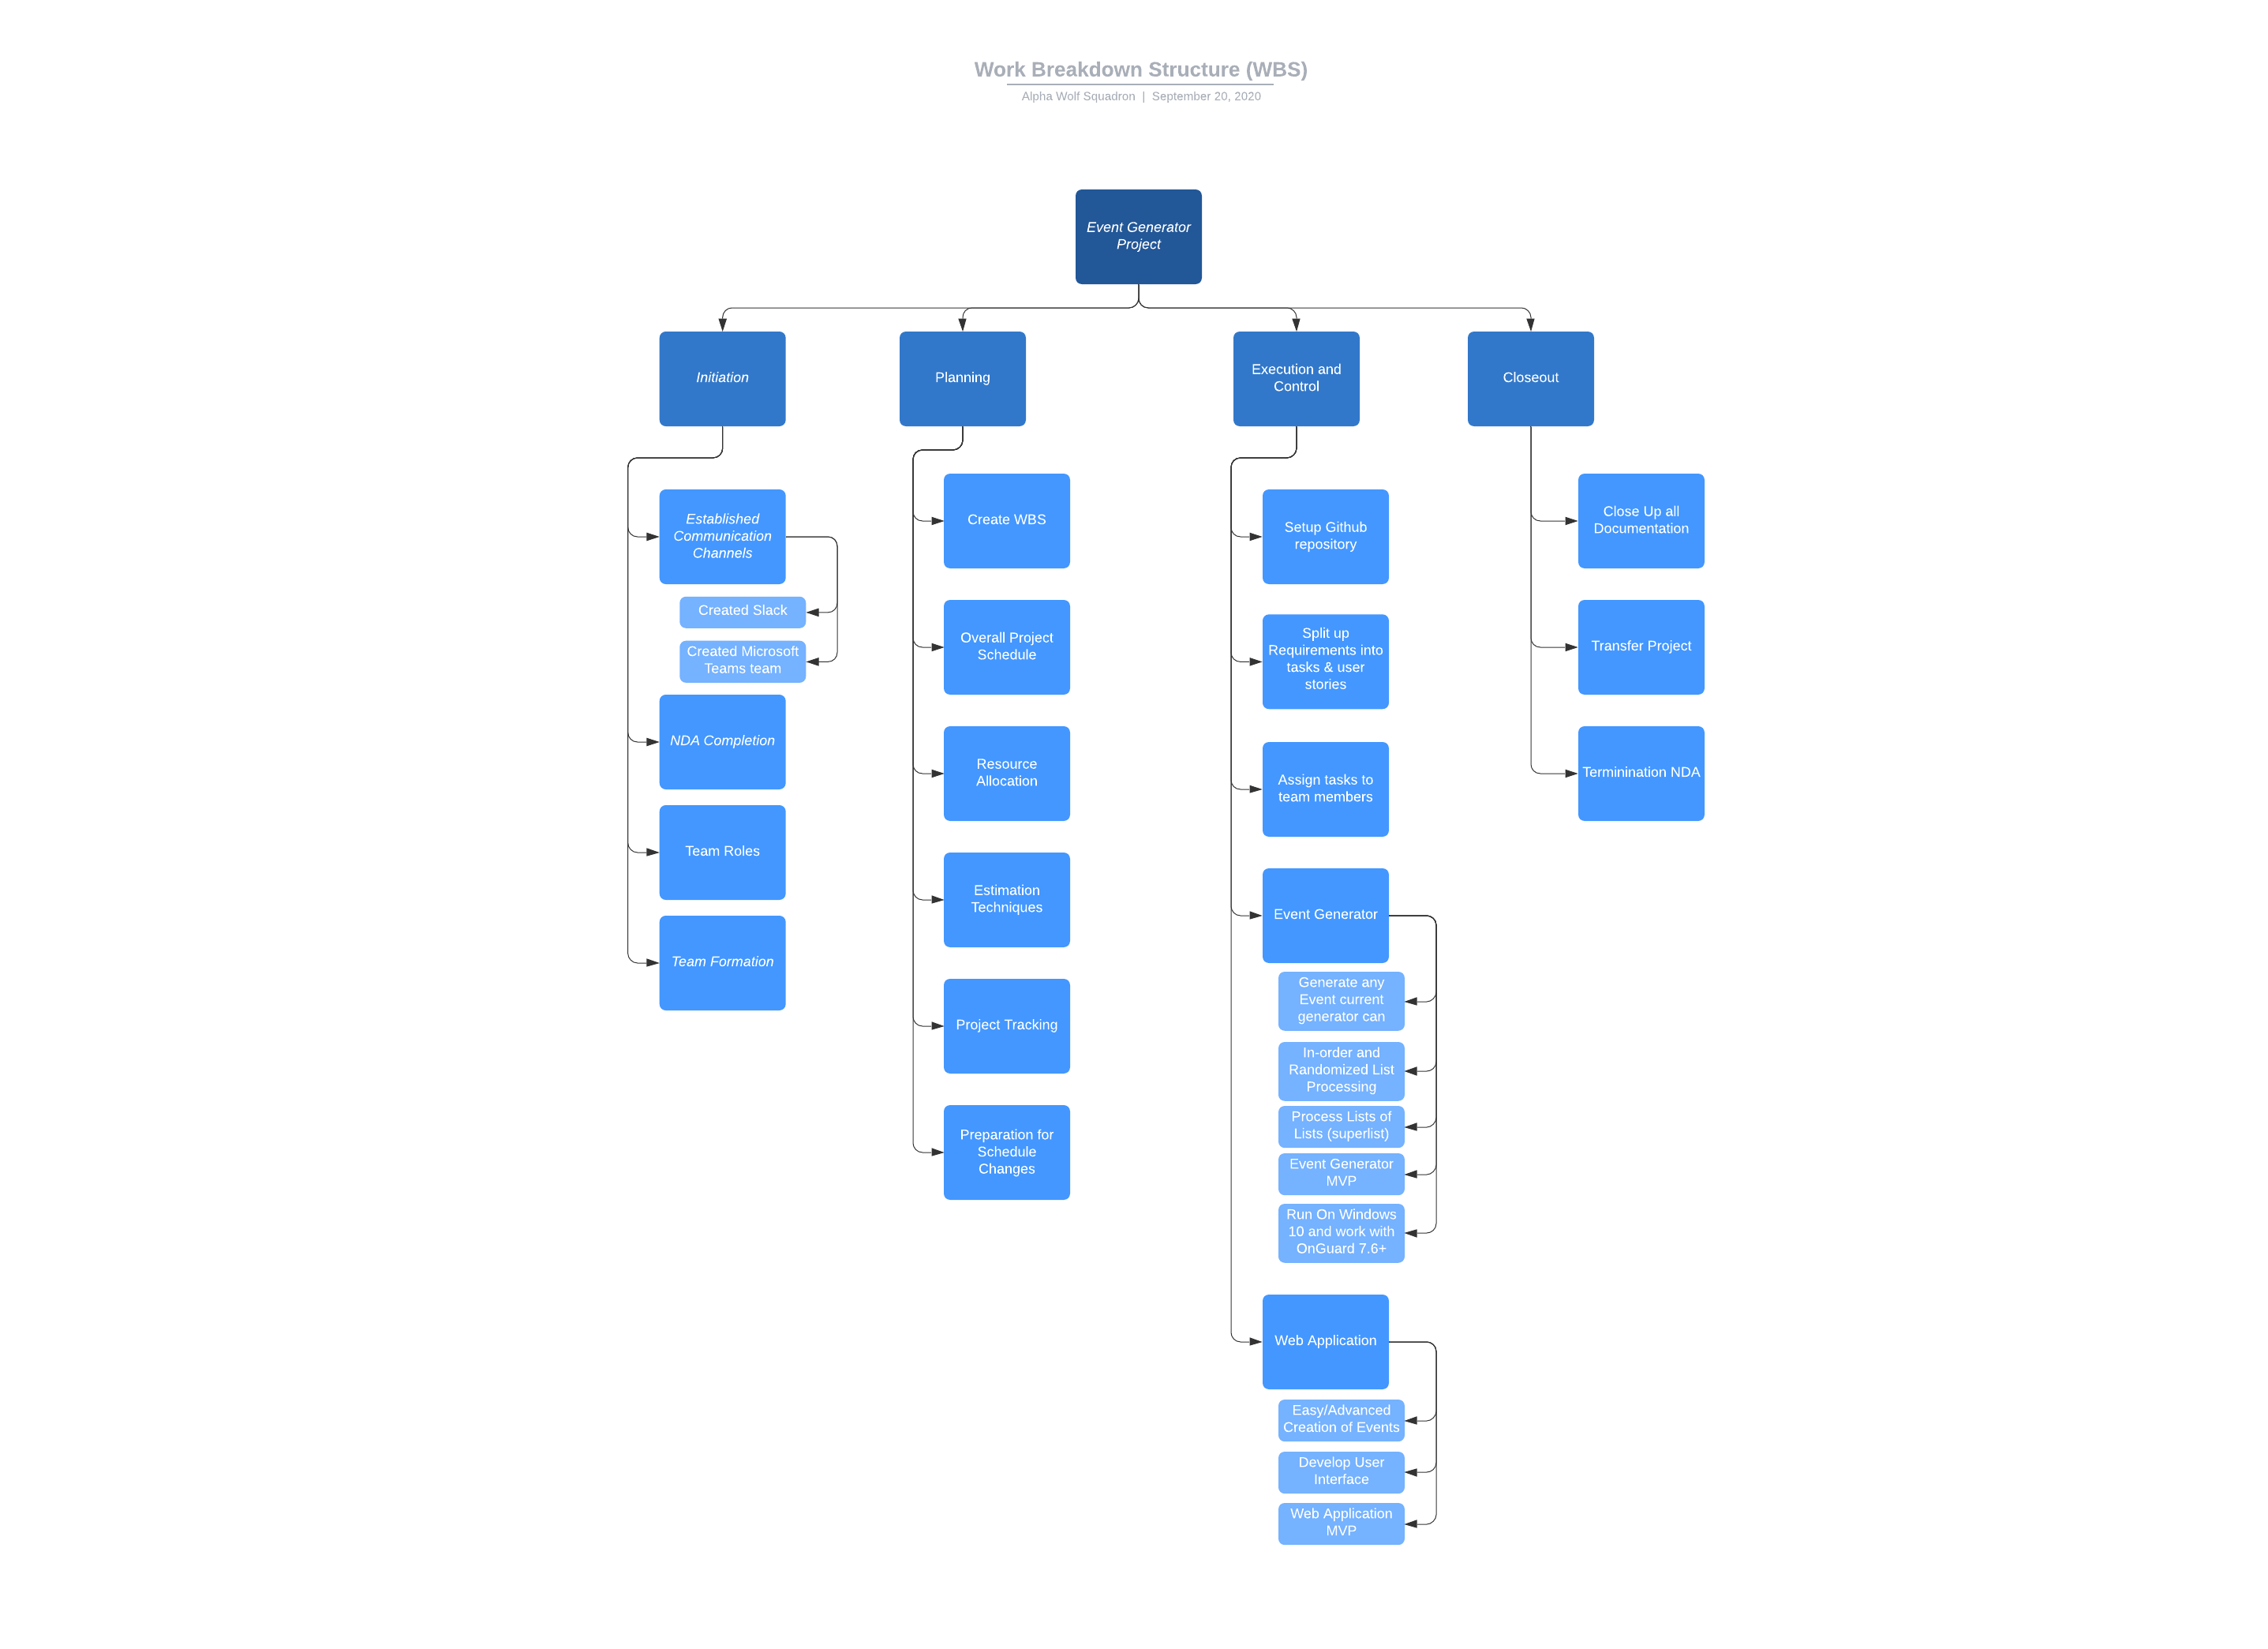 Work Breakdown Structure (WBS)
Alpha Wolf Squadron | September 20, 2020
Event Generator
Project
Initiation
Planning
Execution and
Control
Closeout
Established
Communication
Channels
Created Slack
Created Microsoft
Teams team
NDA Completion
Team Roles
Team Formation
Create WBS
Overall Project
Schedule
Resource
Allocation
Estimation
Techniques
Project Tracking
Preparation for
Schedule
Changes
Setup Github
repository
Split up
Requirements into
tasks & user
stories
Assign tasks to
team members
Event Generator
Generate any
Event current
generator can
In-order and
Randomized List
Processing
Process Lists of
Lists (superlist)
Event Generator
MVP
Run On Windows
10 and work with
OnGuard 7.6+
Web Application
Easy/Advanced
Creation of Events
Develop User
Interface
Web Application
MVP
Close Up all
Documentation
Transfer Project
Terminination NDA